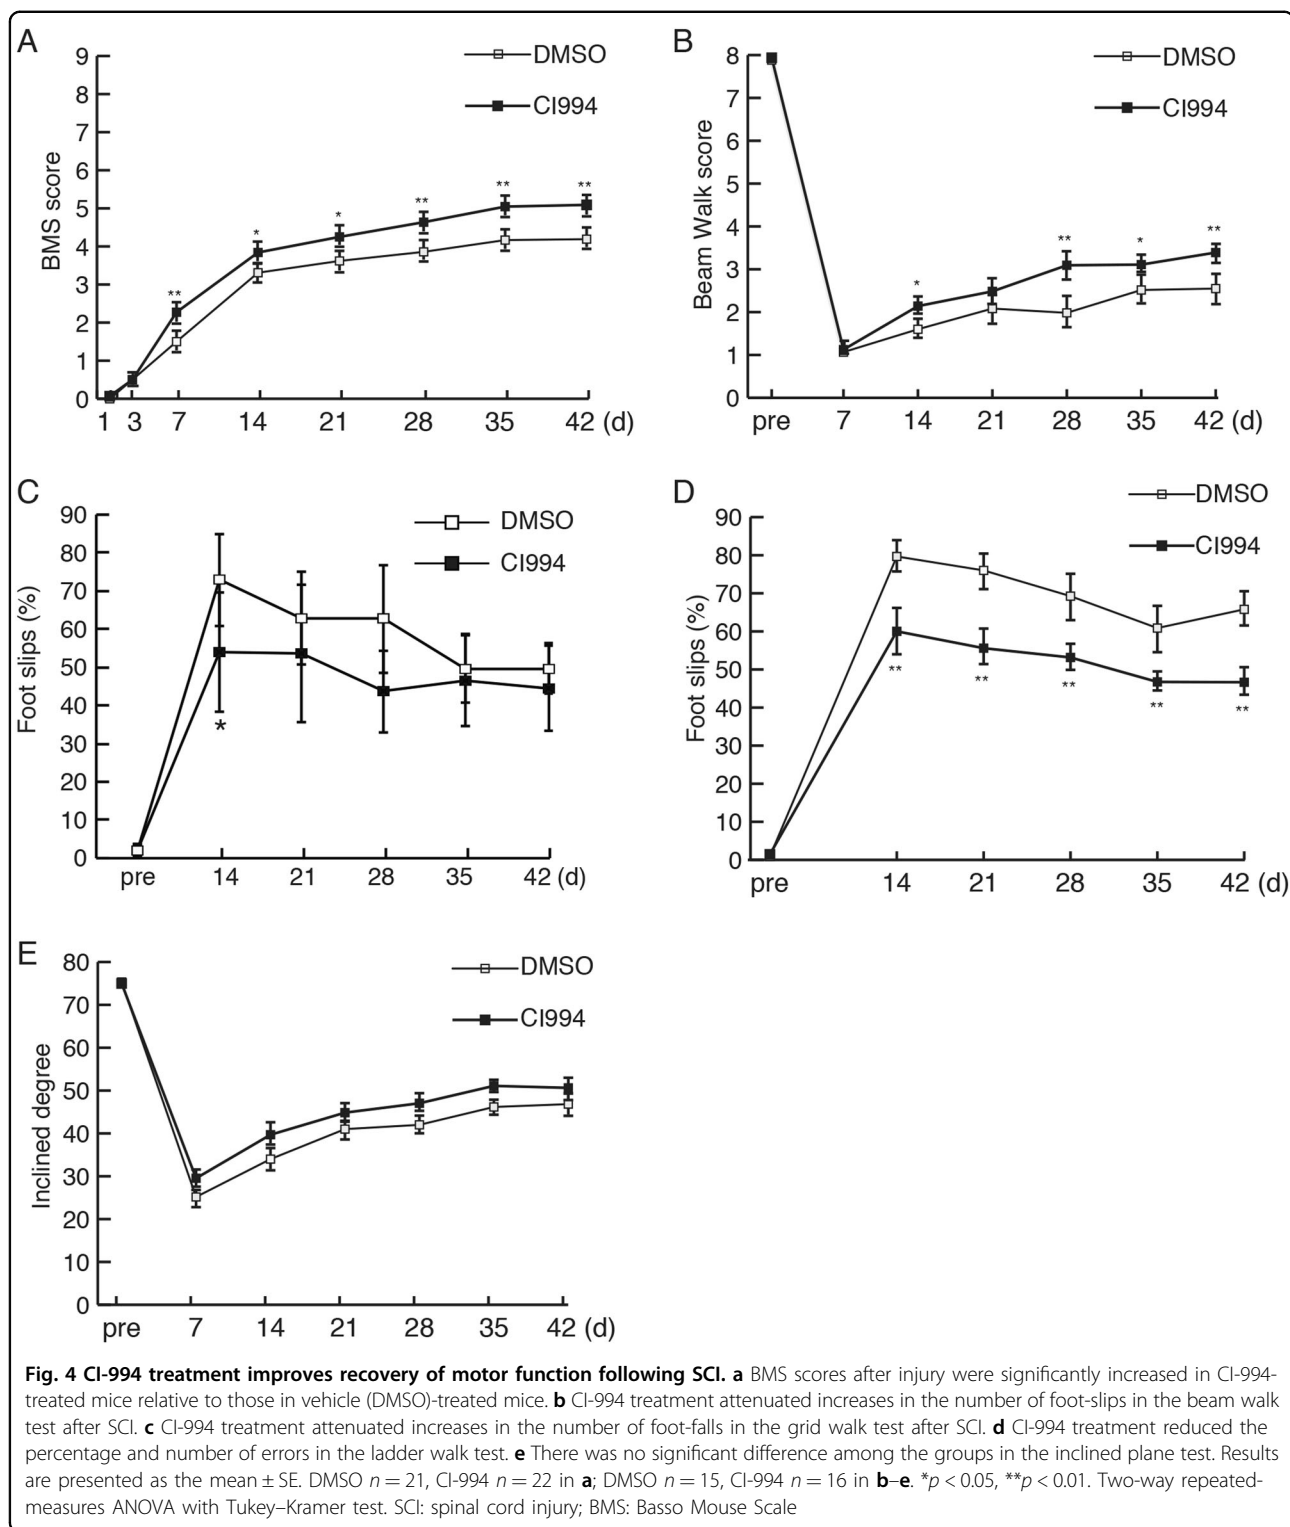 A
DMSO
CI994
BMS score
9
8
7
6
5
4
3
2
1
0
** * * ** ** **
1 3 7 14 21 28 35 42 (d)
B
DMSO
CI994
Beam Walk score
8
7
6
5
4
3
2
1
0
* ** * **
pre 7 14 21 28 35 42 (d)
C
DMSO
CI994
Foot slips (%)
90
80
70
60
50
40
30
20
10
0
*
pre 14 21 28 35 42 (d)
D
DMSO
CI994
Foot slips (%)
90
80
70
60
50
40
30
20
10
0
** ** ** ** **
pre 14 21 28 35 42 (d)
E
DMSO
CI994
Inclined degree
80
70
60
50
40
30
20
10
0
pre 7 14 21 28 35 42 (d)
Fig. 4 CI-994 treatment improves recovery of motor function following SCI. a BMS scores after injury were significantly increased in CI-994-
treated mice relative to those in vehicle (DMSO)-treated mice. b CI-994 treatment attenuated increases in the number of foot-slips in the beam walk
test after SCI. c CI-994 treatment attenuated increases in the number of foot-falls in the grid walk test after SCI. d CI-994 treatment reduced the
percentage and number of errors in the ladder walk test. e There was no significant difference among the groups in the inclined plane test. Results
are presented as the mean ± SE. DMSO n = 21, CI-994 n = 22 in a; DMSO n = 15, CI-994 n = 16 in b–e. *p < 0.05, **p < 0.01. Two-way repeated-
measures ANOVA with Tukey–Kramer test. SCI: spinal cord injury; BMS: Basso Mouse Scale